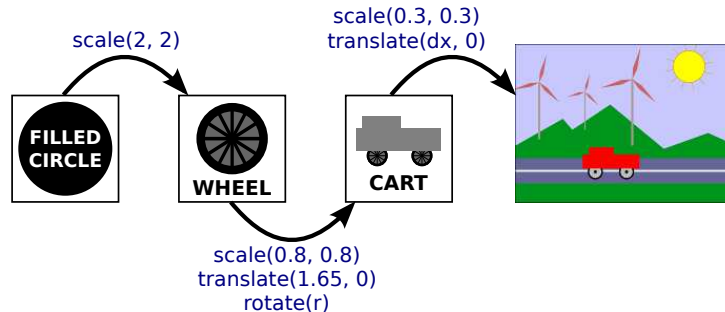 scale(2, 2)
scale(0.3, 0.3)
translate(dx, 0)
FILLED
CIRCLE
WHEEL
CART
scale(0.8, 0.8)
translate(1.65, 0)
rotate(r)